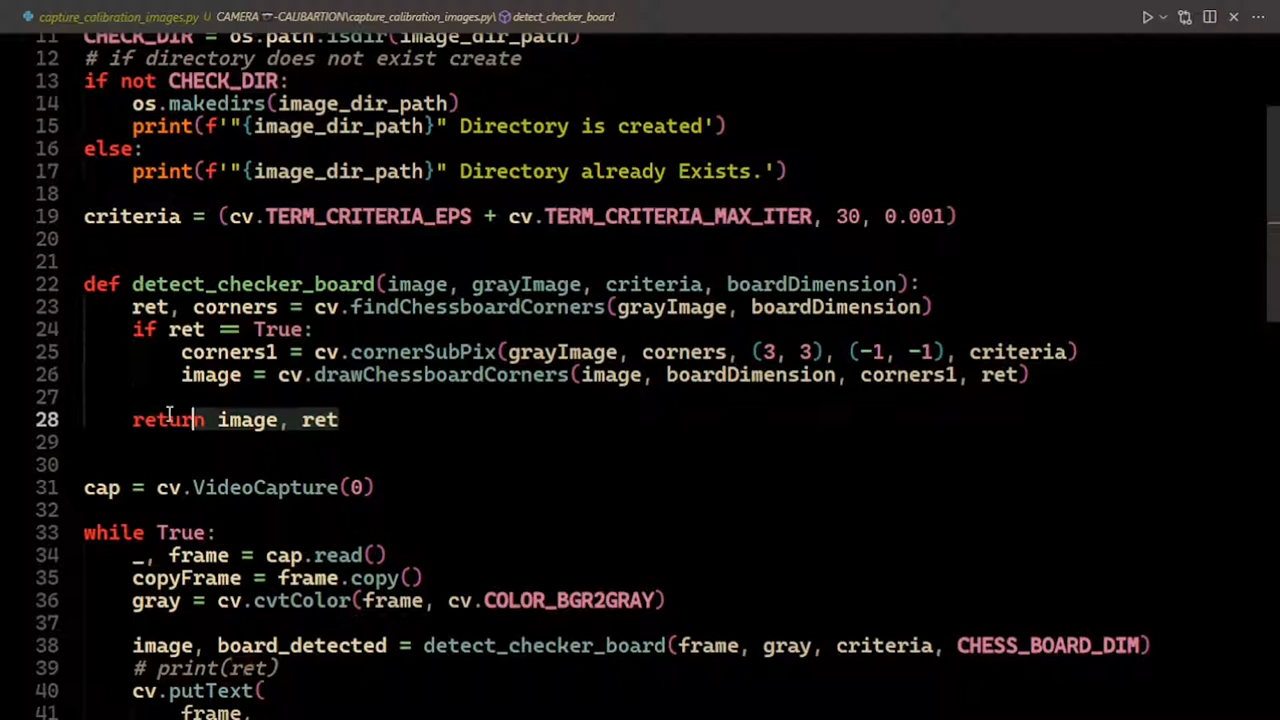 capture_calibration_images.py U CAMERA-CALIBARTION\capture_calibration_images.py\detect_checker_board
11 CHECK_DIR = os.path.isdir(image_dir_path)
12 # if directory does not exist create
13 if not CHECK_DIR:
14 os.makedirs(image_dir_path)
15 print(f'"{image_dir_path}" Directory is created')
16 else:
17 print(f'"{image_dir_path}" Directory already Exists.')
18
19 criteria = (cv.TERM_CRITERIA_EPS + cv.TERM_CRITERIA_MAX_ITER, 30, 0.001)
20
21
22 def detect_checker_board(image, grayImage, criteria, boardDimension):
23 ret, corners = cv.findChessboardCorners(grayImage, boardDimension)
24 if ret == True:
25 corners1 = cv.cornerSubPix(grayImage, corners, (3, 3), (-1, -1), criteria)
26 image = cv.drawChessboardCorners(image, boardDimension, corners1, ret)
27
28 return image, ret
29
30
31 cap = cv.VideoCapture(0)
32
33 while True:
34 _, frame = cap.read()
35 copyFrame = frame.copy()
36 gray = cv.cvtColor(frame, cv.COLOR_BGR2GRAY)
37
38 image, board_detected = detect_checker_board(frame, gray, criteria, CHESS_BOARD_DIM)
39 # print(ret)
40 cv.putText(
41 frame,